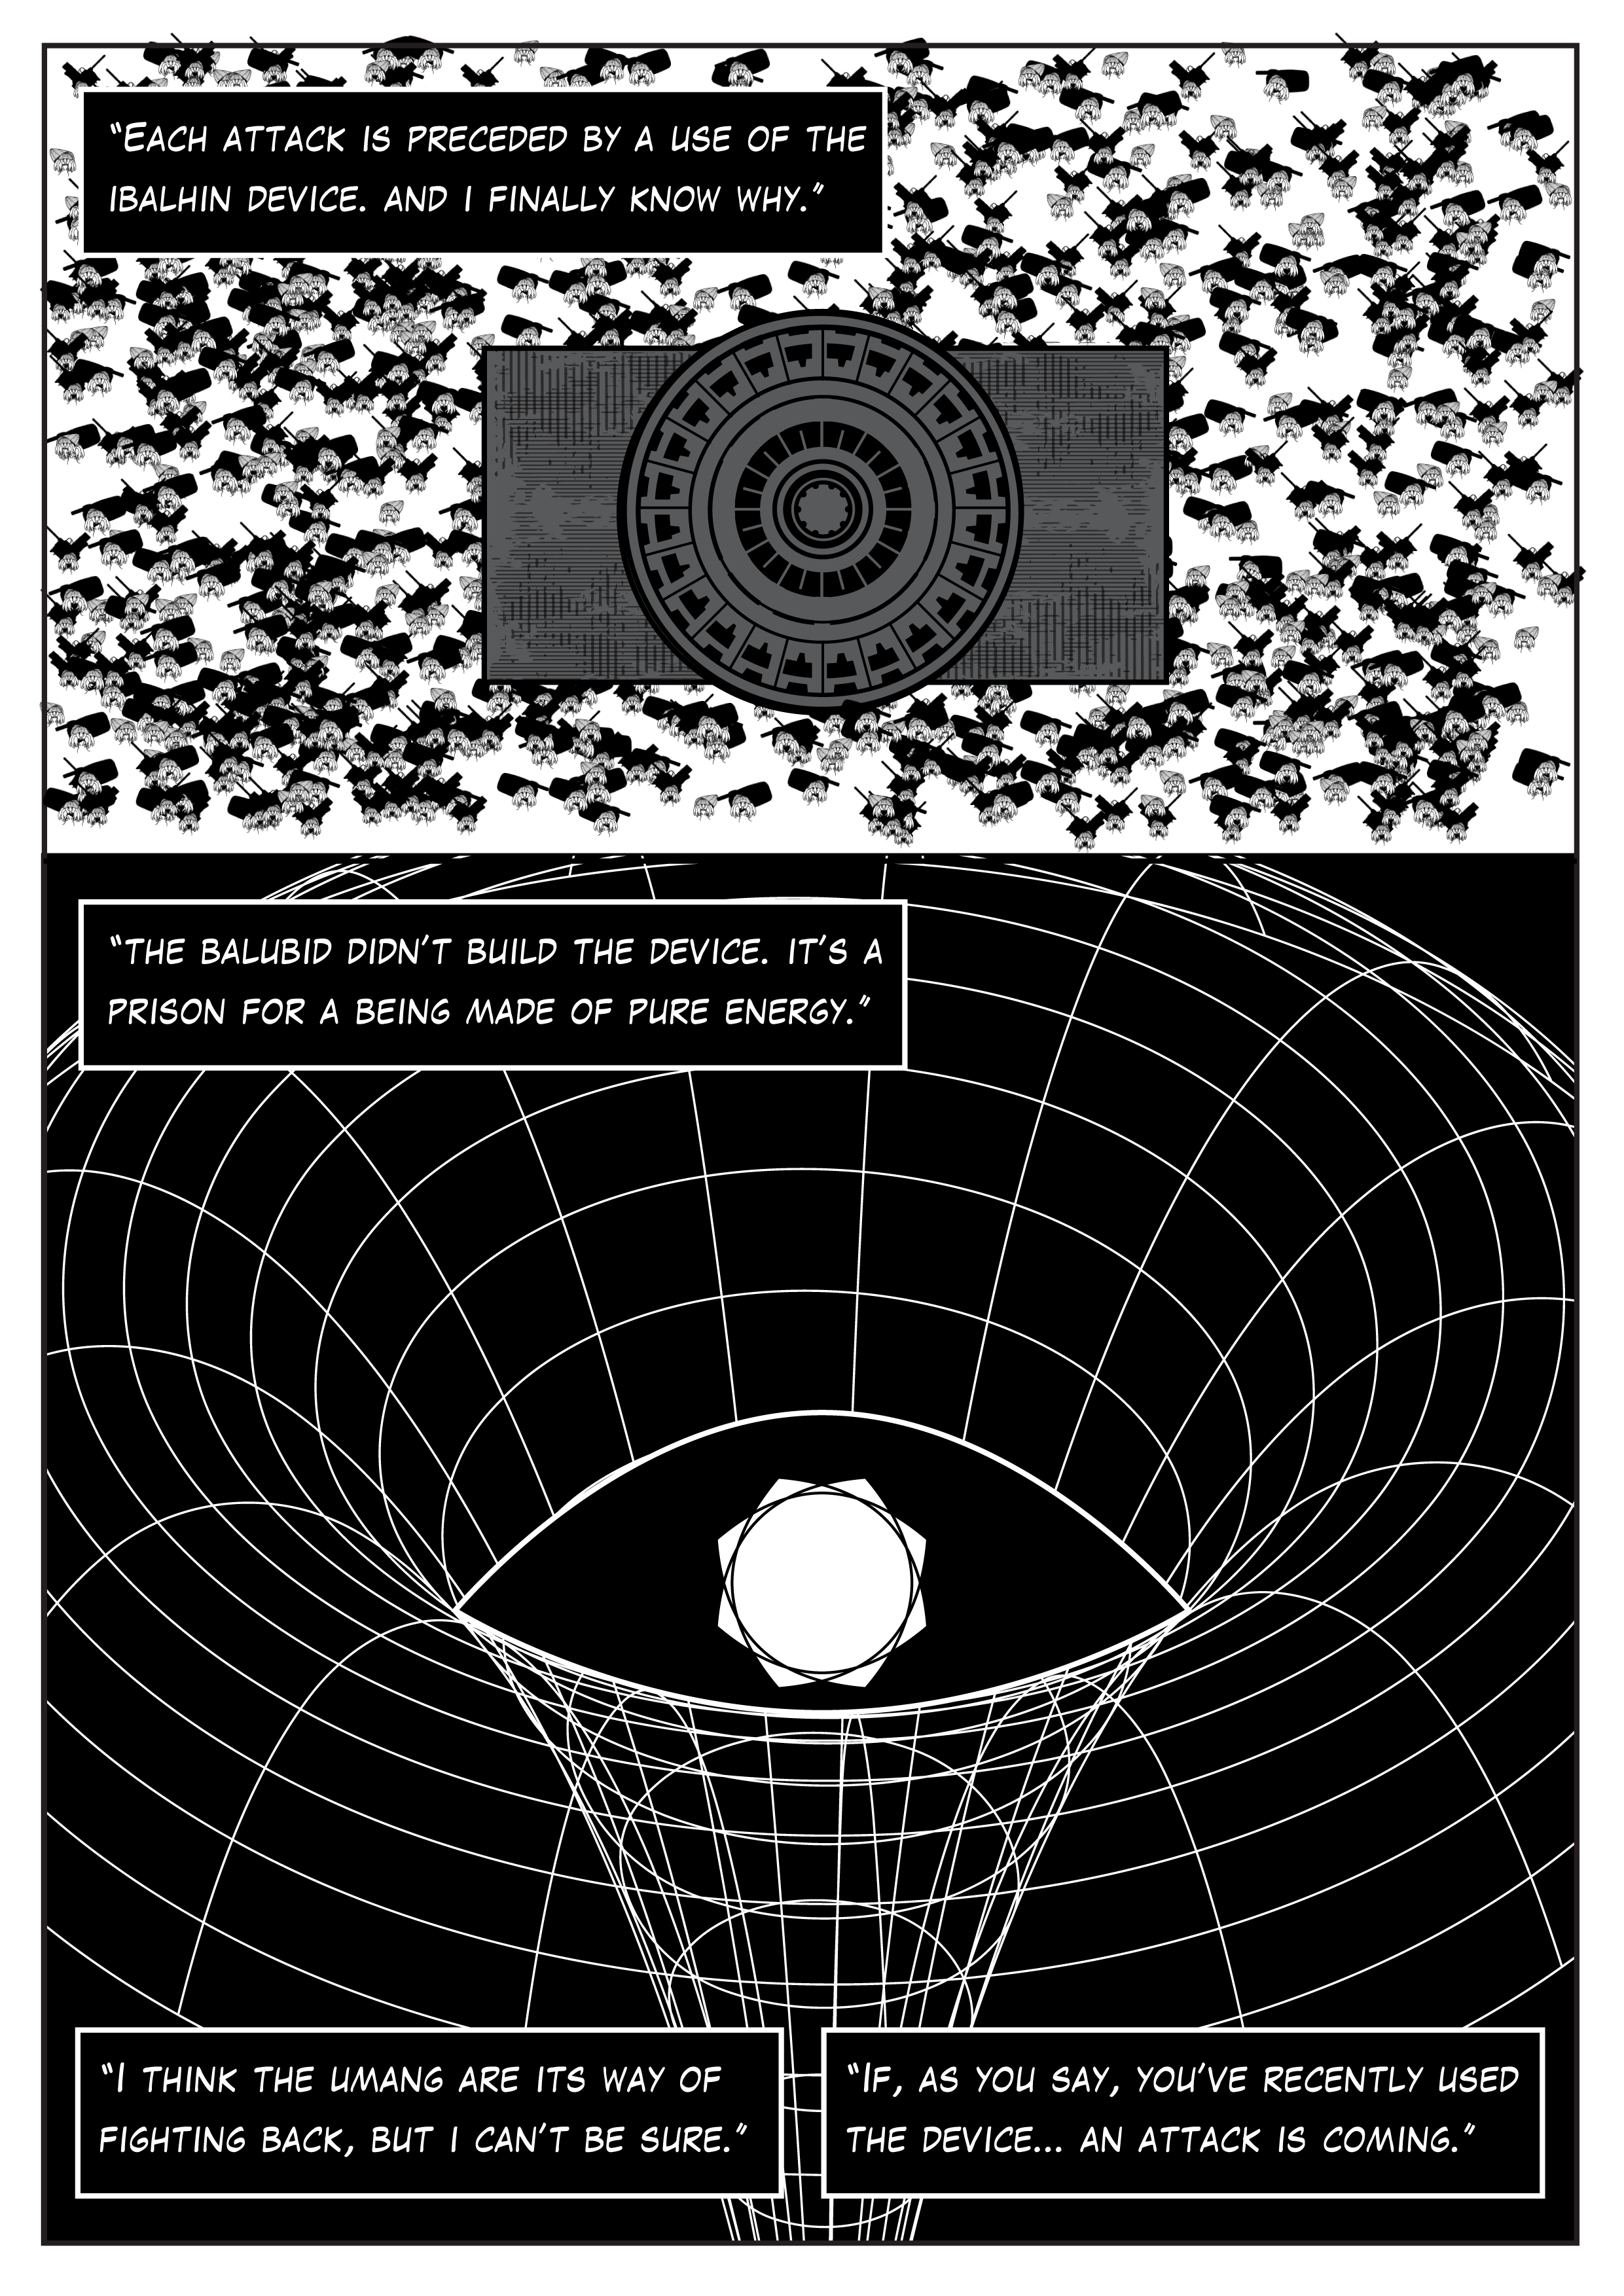 “EACH ATTACK IS PRECEDED BY A USE OF THE
IBALHIN DEVICE. AND I FINALLY KNOW WHY.”
“THE BALUBID DIDN’T BUILD THE DEVICE. IT’S A
PRISON FOR A BEING MADE OF PURE ENERGY.”
“I THINK THE UMANG ARE ITS WAY OF
FIGHTING BACK, BUT I CAN’T BE SURE.”
“IF, AS YOU SAY, YOU’VE RECENTLY USED
THE DEVICE... AN ATTACK IS COMING.”